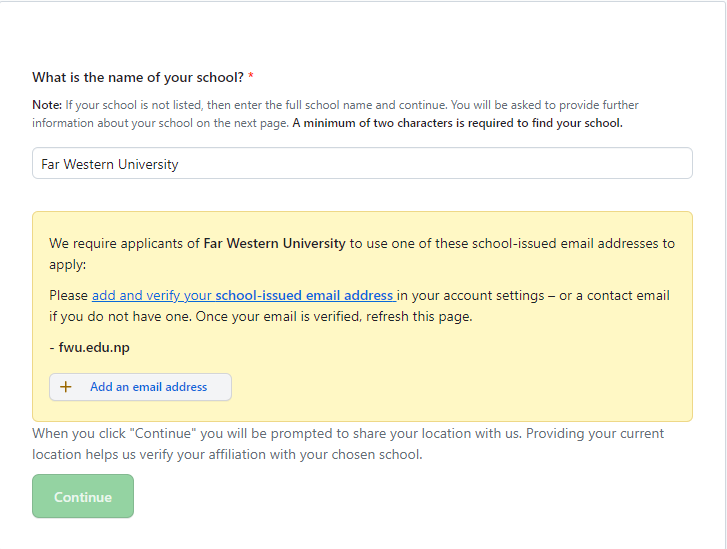 What is the name of your school? *
Note: If your school is not listed, then enter the full school name and continue. You will be asked to provide further
information about your school on the next page. A minimum of two characters is required to find your school.
Far Western University
We require applicants of Far Western University to use one of these school-issued email addresses to
apply:
Please add and verify your school-issued email address in your account settings – or a contact email
if you do not have one. Once your email is verified, refresh this page.
- fwu.edu.np
+ Add an email address
When you click "Continue" you will be prompted to share your location with us. Providing your current
location helps us verify your affiliation with your chosen school.
Continue